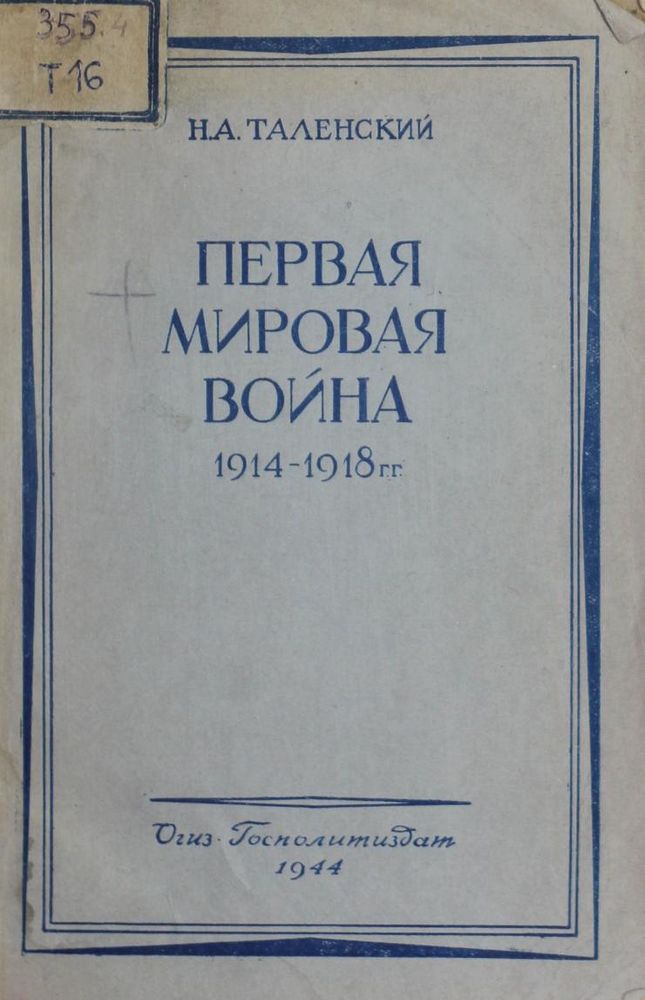 355.4
Т16
Н.А. ТАЛЕНСКИЙ
ПЕРВАЯ
МИРОВАЯ
ВОЙНА
1914-1918 гг.
Огиз · Госполитиздат
1944